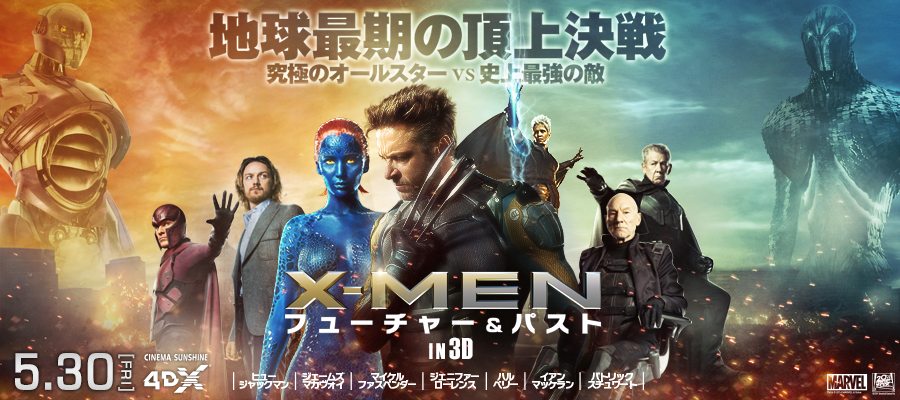 地球最期の頂上決戦
究極のオールスター VS 史上最強の敵
X-MEN
フューチャー&パスト
IN 3D
5.30[FRI]
CINEMA SUNSHINE
4DX
ヒュー・ジャックマン
ジェームズ・マカヴォイ
マイケル・ファスベンダー
ジェニファー・ローレンス
ハル・ベリー
イアン・マッケラン
パトリック・スチュワート
MARVEL